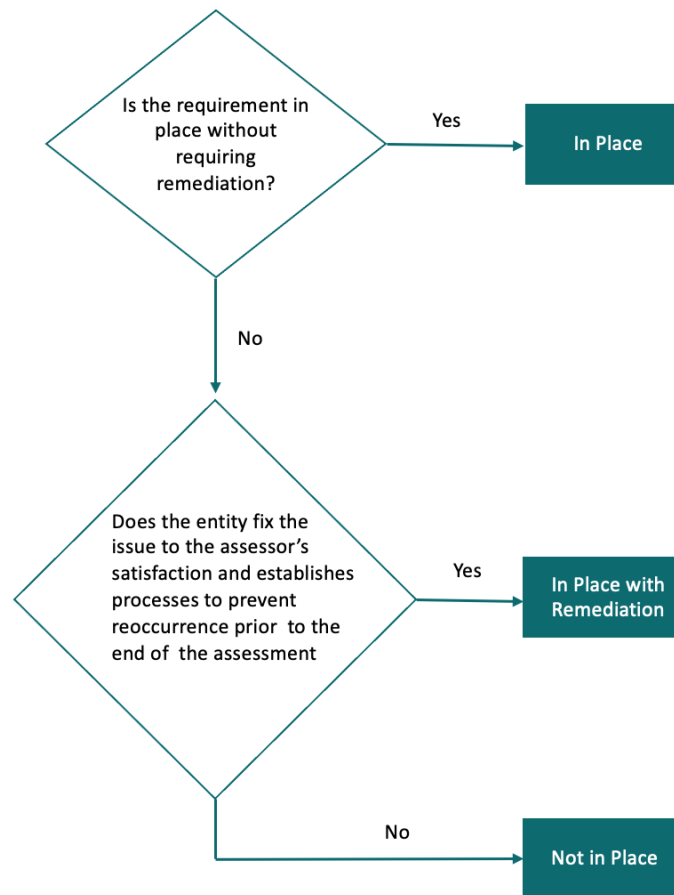 Is the requirement in
place without
requiring
remediation?
Yes
In Place
No
Does the entity fix the
issue to the assessor’s
satisfaction and establishes
processes to prevent
reoccurrence prior  to the
end of  the assessment
Yes
In Place with
Remediation
No
Not in Place